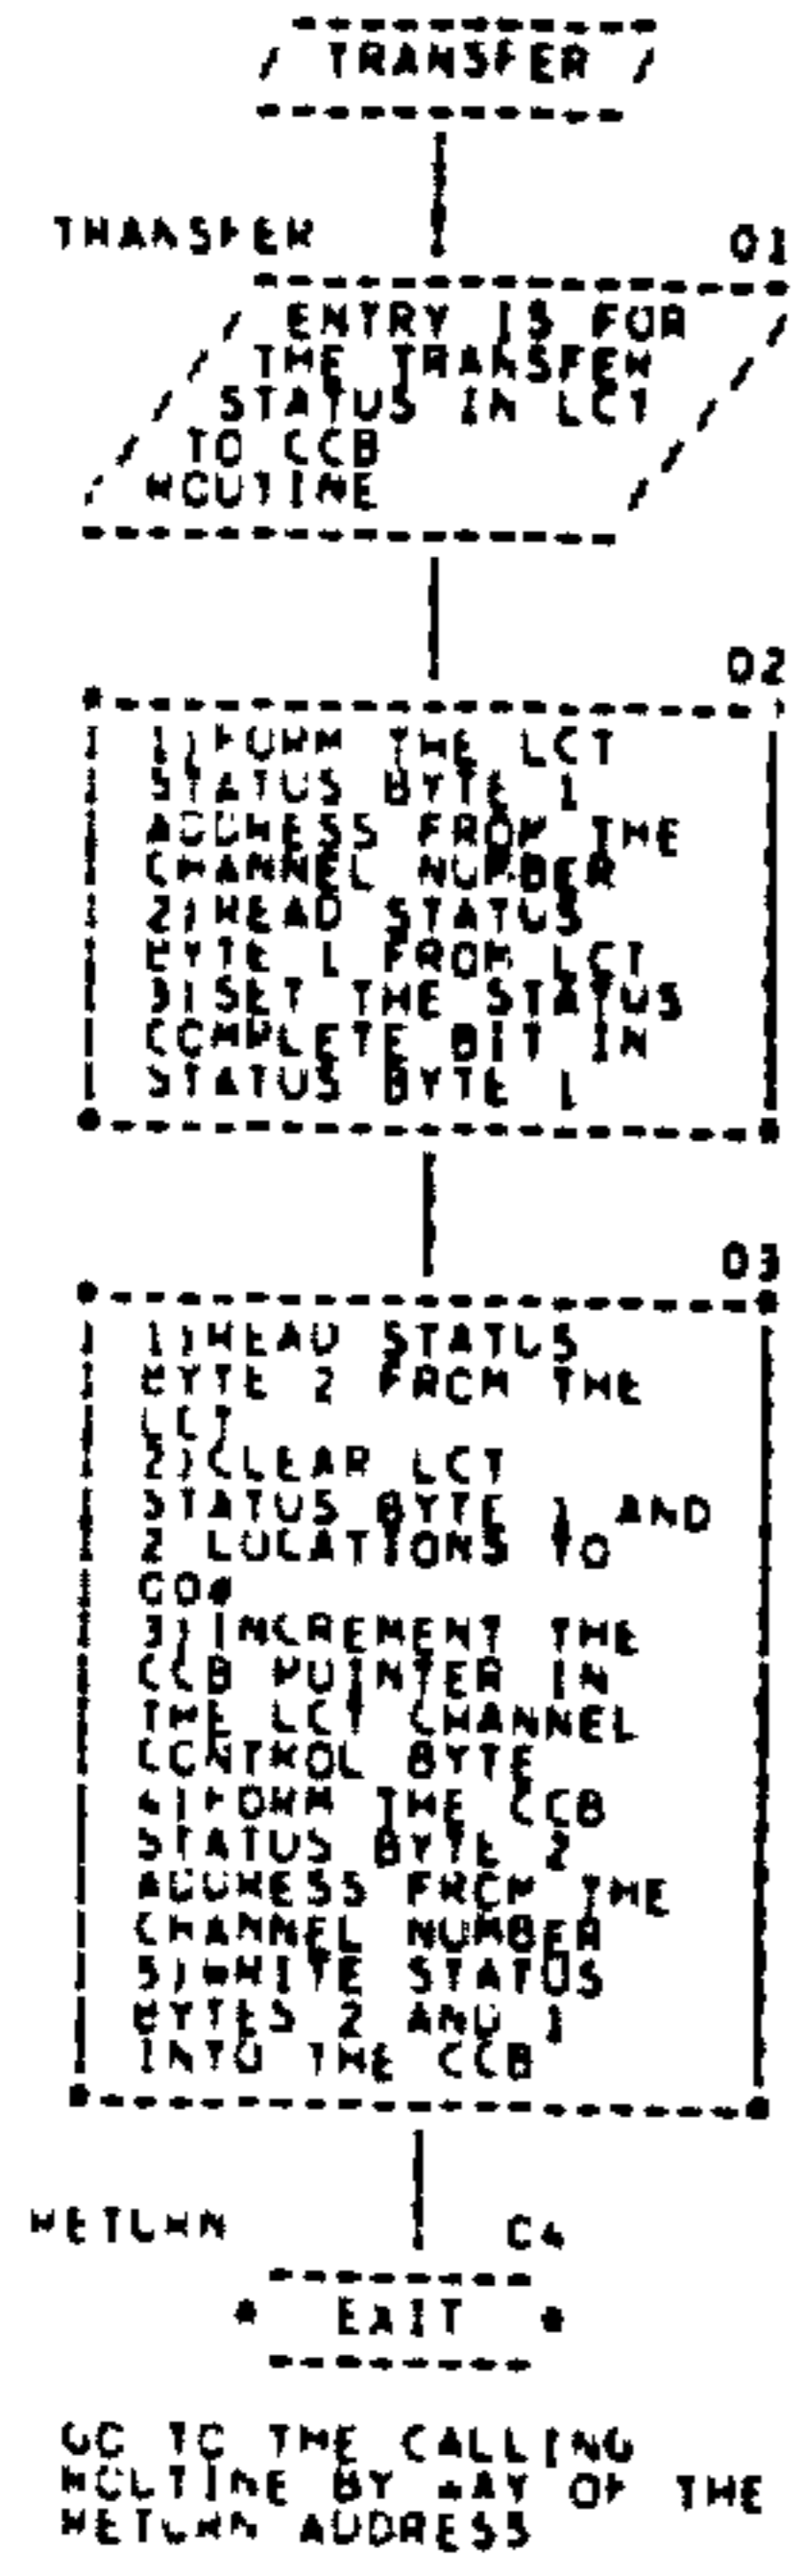 / TRANSFER /
TRANSFER
01
ENTRY IS FOR
THE TRANSFER
STATUS IN LCT
TO CCB
ROUTINE
02
1)FORM THE LCT
STATUS BYTE 1
ADDRESS FROM THE
CHANNEL NUMBER
2)READ STATUS
BYTE 1 FROM LCT
3)SET THE STATUS
COMPLETE BIT IN
STATUS BYTE 1
03
1)READ STATUS
BYTE 2 FROM THE
LCT
2)CLEAR LCT
STATUS BYTE 1 AND
2 LOCATIONS TO
00#
3)INCREMENT THE
CCB POINTER IN
THE LCT CHANNEL
CONTROL BYTE
4)FORM THE CCB
STATUS BYTE 2
ADDRESS FROM THE
CHANNEL NUMBER
5)WRITE STATUS
BYTES 2 AND 1
INTO THE CCB
RETURN 04
* EXIT *
GO TO THE CALLING
ROUTINE BY WAY OF THE
RETURN ADDRESS